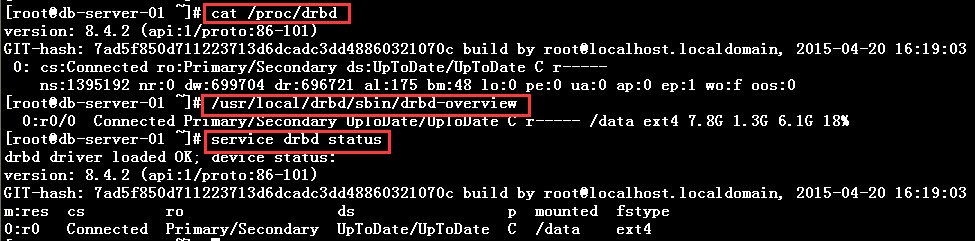 [root@db-server-01 ~]# cat /proc/drbd
version: 8.4.2 (api:1/proto:86-101)
GIT-hash: 7ad5f850d711223713d6dcadc3dd48860321070c build by root@localhost.localdomain, 2015-04-20 16:19:03
 0: cs:Connected ro:Primary/Secondary ds:UpToDate/UpToDate C r-----
    ns:1395192 nr:0 dw:699704 dr:696721 al:175 bm:48 lo:0 pe:0 ua:0 ap:0 ep:1 wo:f oos:0
[root@db-server-01 ~]# /usr/local/drbd/sbin/drbd-overview
  0:r0/0  Connected Primary/Secondary UpToDate/UpToDate C r----- /data ext4 7.8G 1.3G 6.1G 18%
[root@db-server-01 ~]# service drbd status
drbd driver loaded OK; device status:
version: 8.4.2 (api:1/proto:86-101)
GIT-hash: 7ad5f850d711223713d6dcadc3dd48860321070c build by root@localhost.localdomain, 2015-04-20 16:19:03
m:res  cs         ro                 ds                 p  mounted  fstype
0:r0   Connected  Primary/Secondary  UpToDate/UpToDate  C  /data    ext4